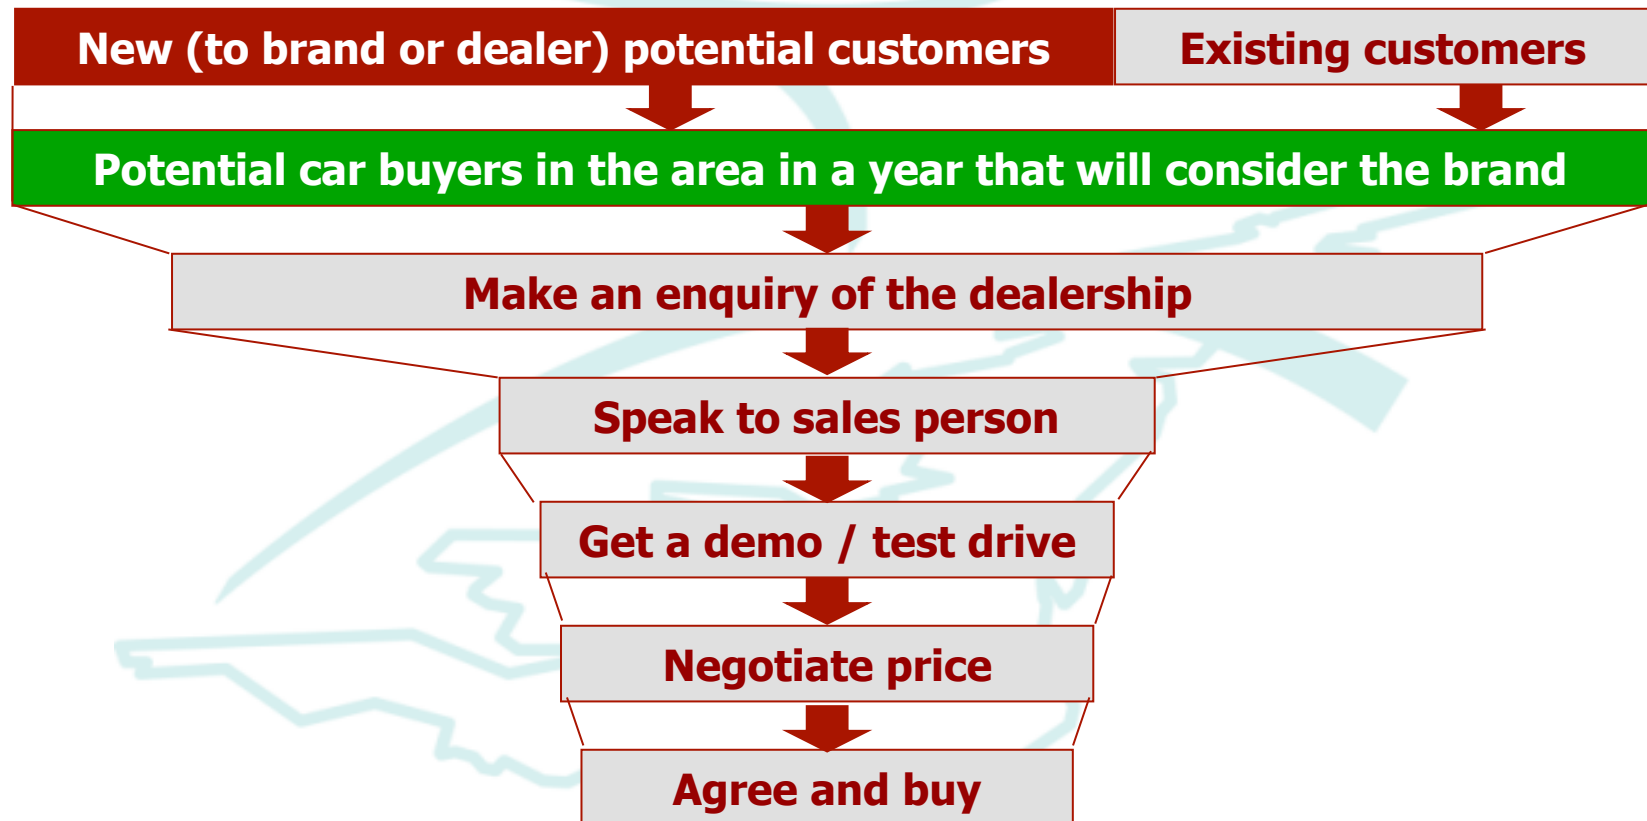 New (to brand or dealer) potential customers
Existing customers
Potential car buyers in the area in a year that will consider the brand
Make an enquiry of the dealership
Speak to sales person
Get a demo / test drive
Negotiate price
Agree and buy